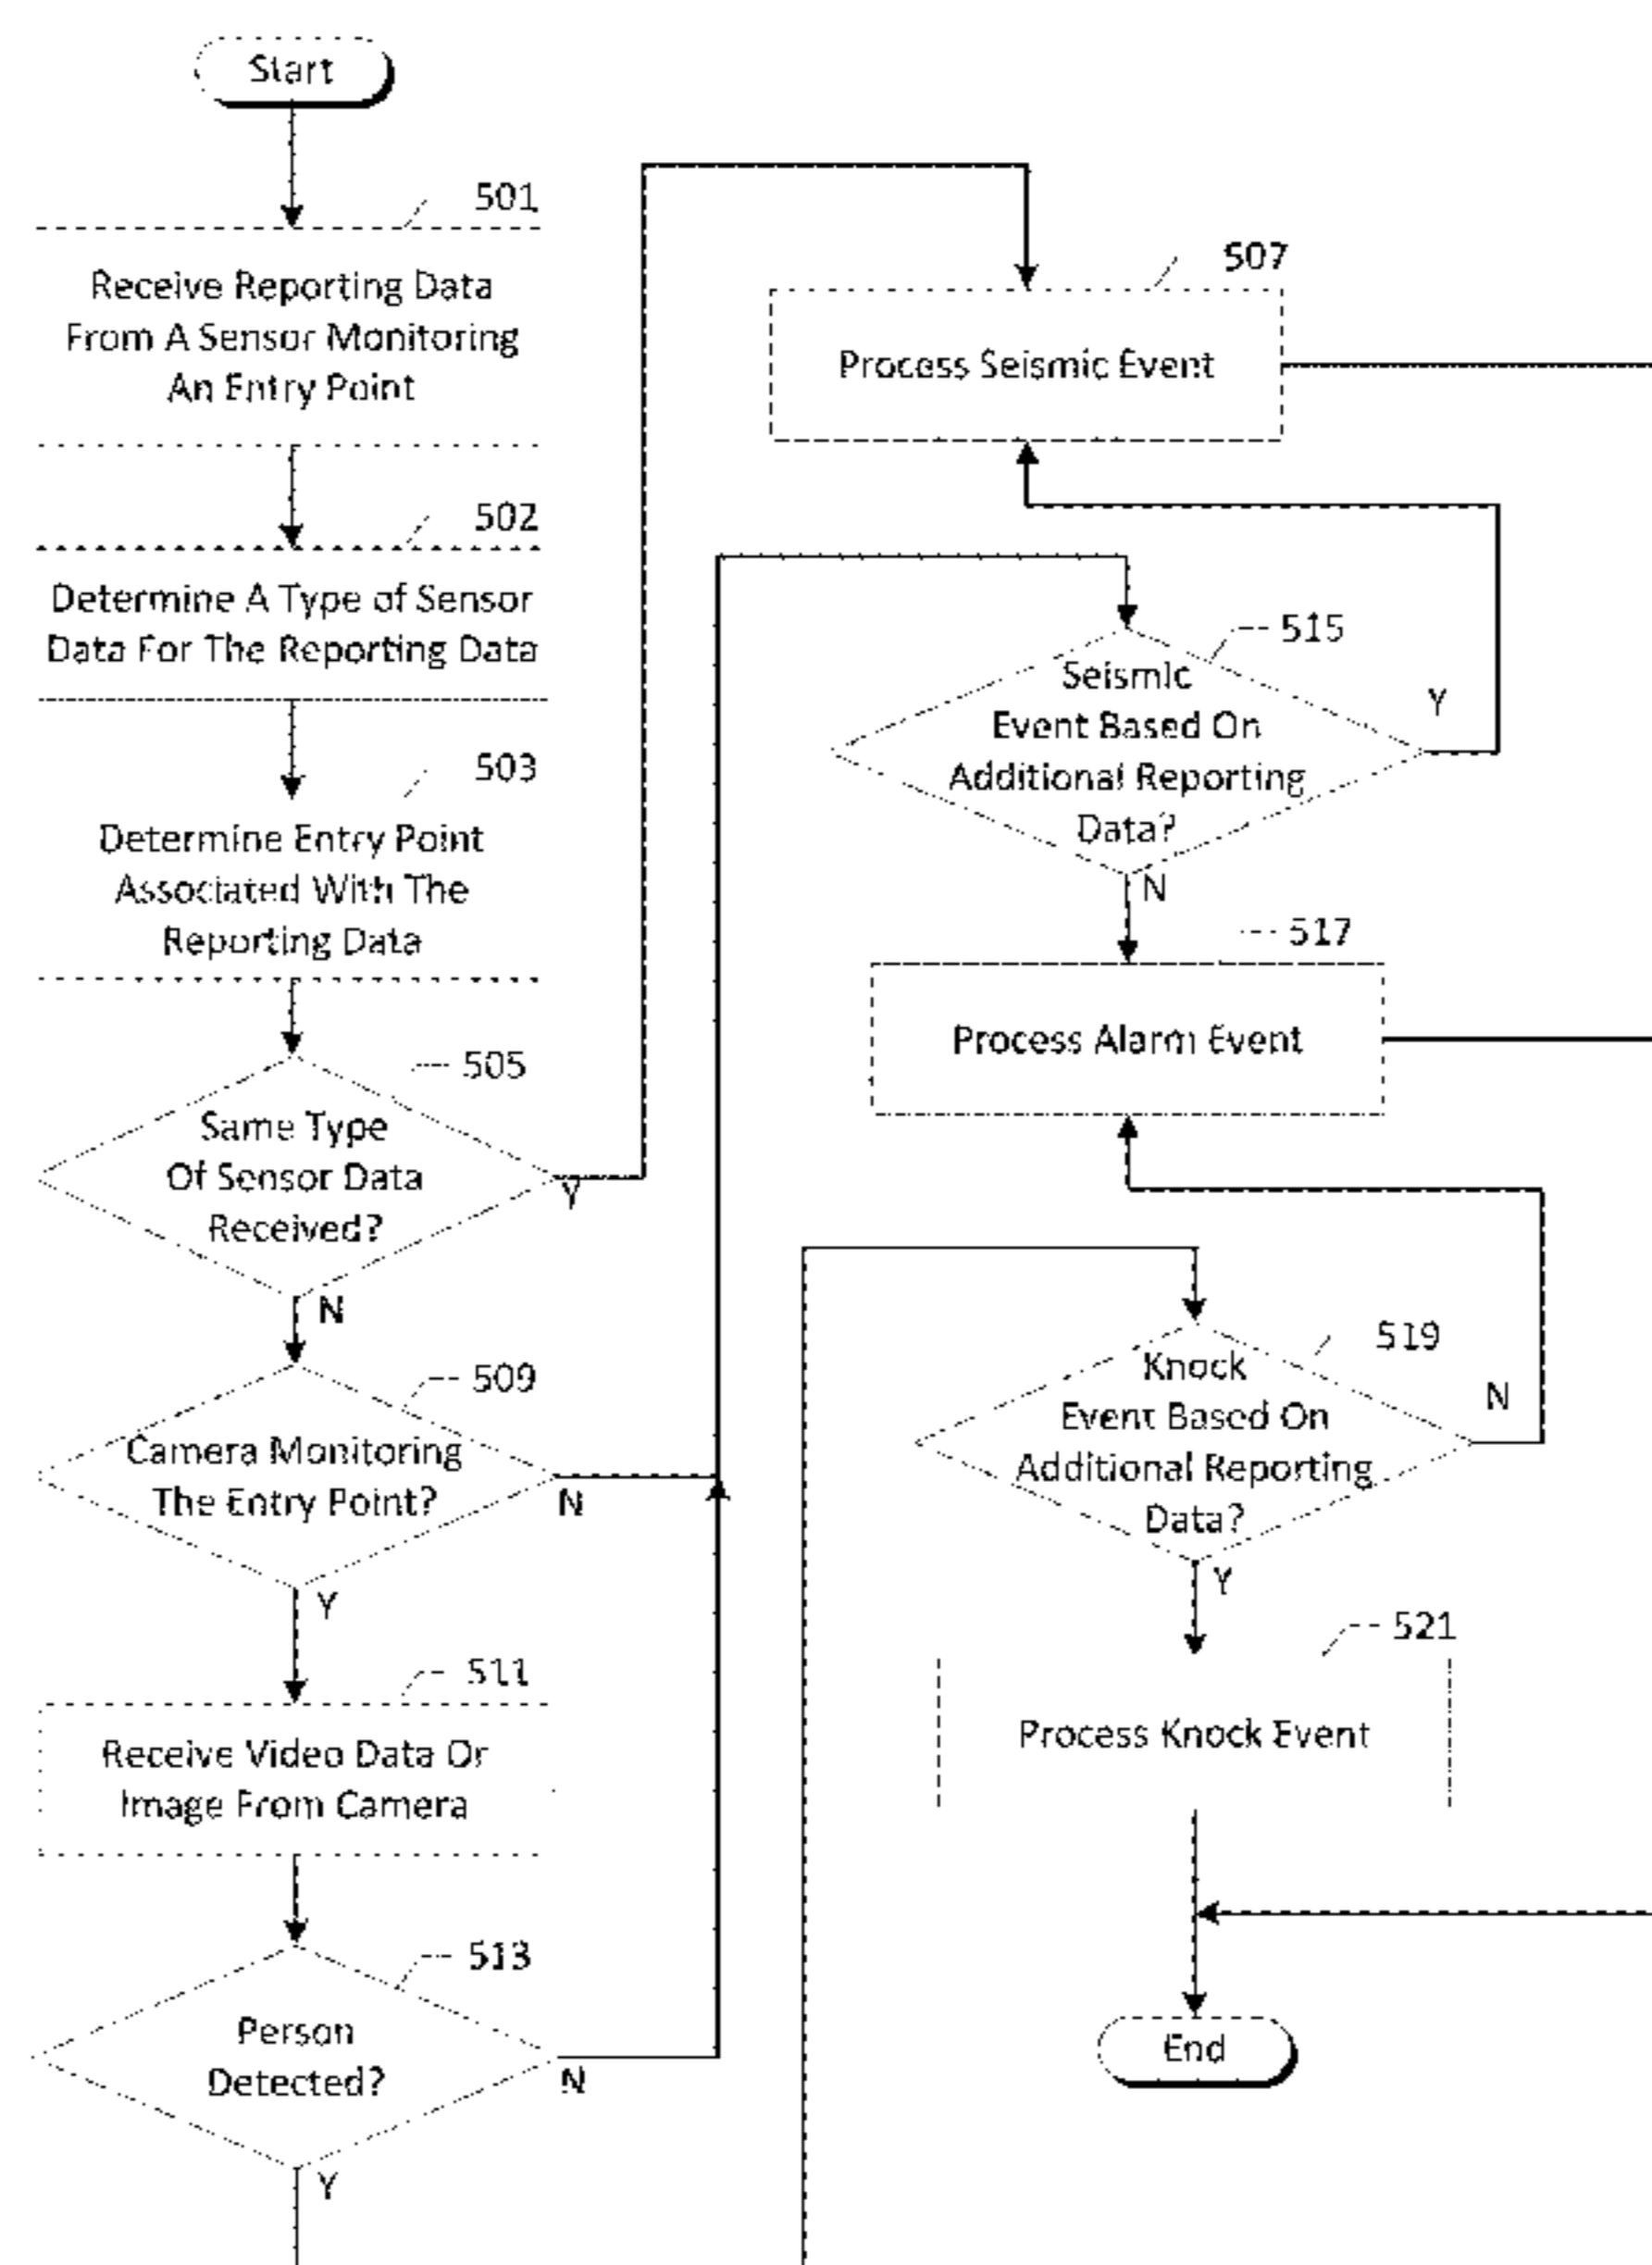 Start
501
Receive Reporting Data
From A Sensor Monitoring
An Entry Point
502
Determine A Type of Sensor
Data For The Reporting Data
503
Determine Entry Point
Associated With The
Reporting Data
505
Same Type
Of Sensor Data
Received?
Y
N
509
Camera Monitoring
The Entry Point?
N
Y
511
Receive Video Data Or
Image From Camera
513
Person
Detected?
N
Y
507
Process Seismic Event
515
Seismic
Event Based On
Additional Reporting
Data?
Y
N
517
Process Alarm Event
519
Knock
Event Based On
Additional Reporting
Data?
N
Y
521
Process Knock Event
End